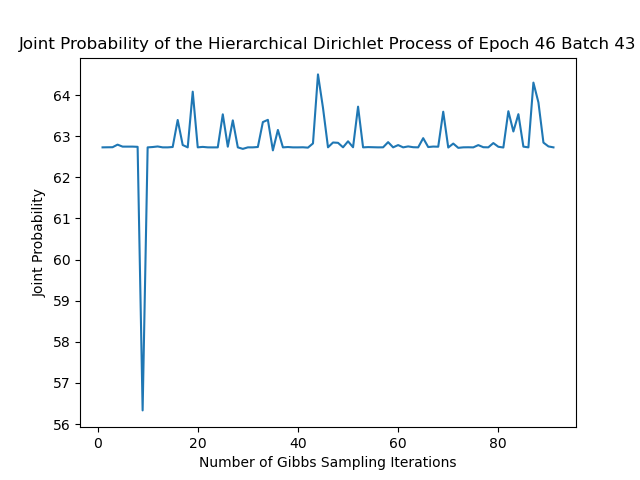 Joint Probability of the Hierarchical Dirichlet Process of Epoch 46 Batch 43
64
63
62
61
60
59
58
57
56
Joint Probability
0 20 40 60 80
Number of Gibbs Sampling Iterations